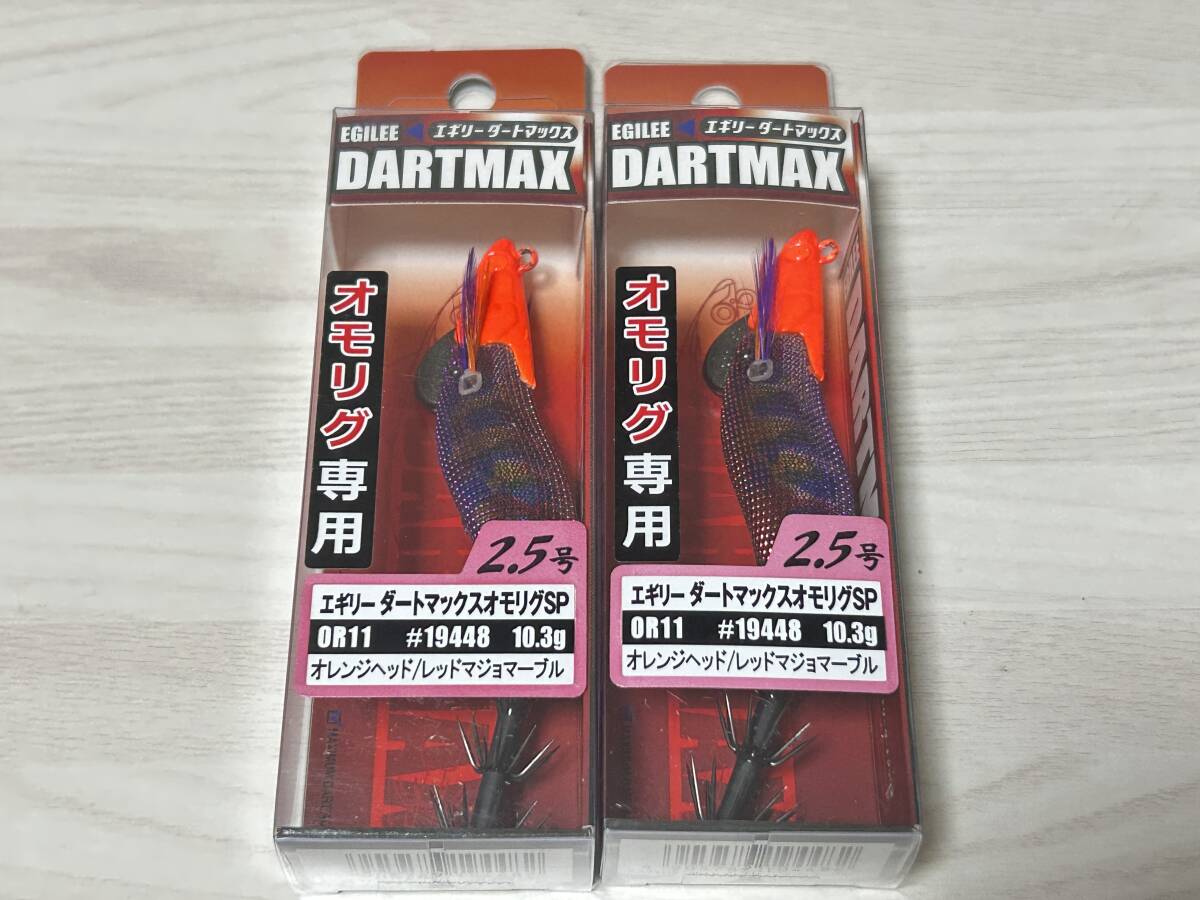 EGILEE エギリーダートマックス
DARTMAX
オモリグ専用
2.5号
エギリー ダートマックスオモリグSP
OR11 #19448 10.3g
オレンジヘッド/レッドマジョマーブル
EGILEE エギリーダートマックス
DARTMAX
オモリグ専用
2.5号
エギリー ダートマックスオモリグSP
OR11 #19448 10.3g
オレンジヘッド/レッドマジョマーブル